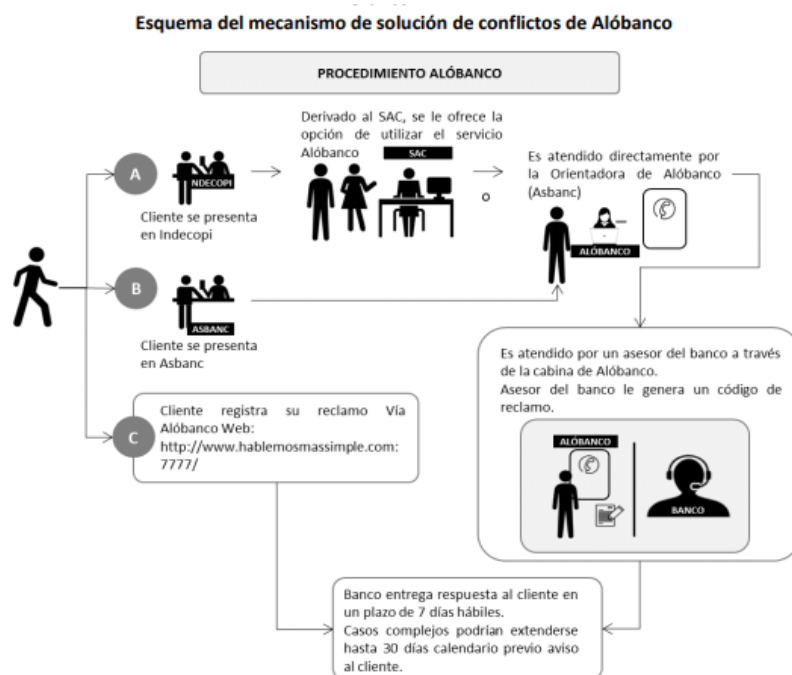 Esquema del mecanismo de solución de conflictos de Alóbanco
PROCEDIMIENTO ALÓBANCO
Derivado al SAC, se le ofrece la
opción de utilizar el servicio
Alóbanco
SAC
A
NDECOPI
Cliente se presenta
en Indecopi
o
Es atendido directamente por
la Orientadora de Alóbanco
(Asbanc)
ALÓBANCO
B
ASBANC
Cliente se presenta
en Asbanc
Es atendido por un asesor del banco a través
de la cabina de Alóbanco.
Asesor del banco le genera un código de
reclamo.
ALÓBANCO
BANCO
C
Cliente registra su reclamo Vía
Alóbanco Web:
http://www.hablemosmassimple.com:
7777/
Banco entrega respuesta al cliente en
un plazo de 7 días hábiles.
Casos complejos podrían extenderse
hasta 30 días calendario previo aviso
al cliente.